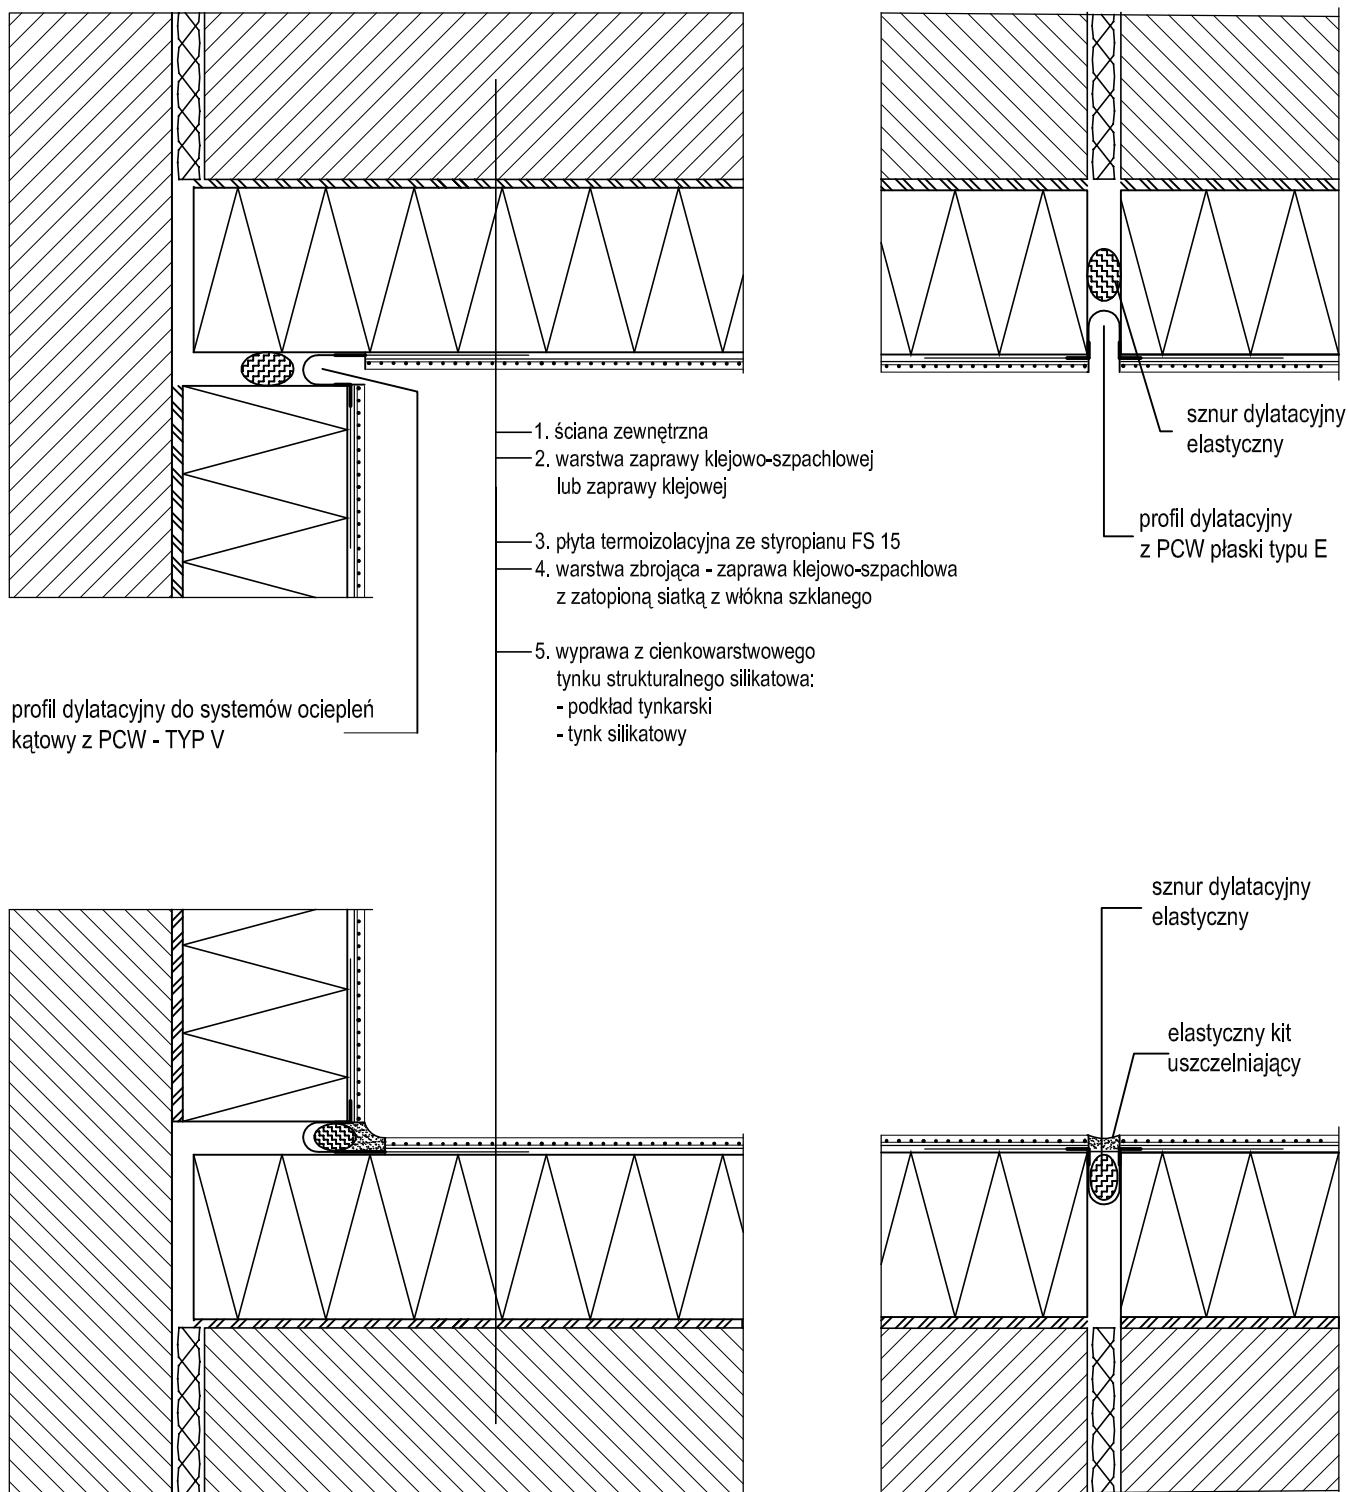 1. ściana zewnętrzna
2. warstwa zaprawy klejowo-szpachlowej
lub zaprawy klejowej
3. płyta termoizolacyjna ze styropianu FS 15
4. warstwa zbrojąca - zaprawa klejowo-szpachlowa
z zatopioną siatką z włókna szklanego
5. wyprawa z cienkowarstwowego
tynku strukturalnego silikatowa:
- podkład tynkarski
- tynk silikatowy
profil dylatacyjny do systemów ociepleń
kątowy z PCW - TYP V
sznur dylatacyjny
elastyczny
profil dylatacyjny
z PCW płaski typu E
sznur dylatacyjny
elastyczny
elastyczny kit
uszczelniający